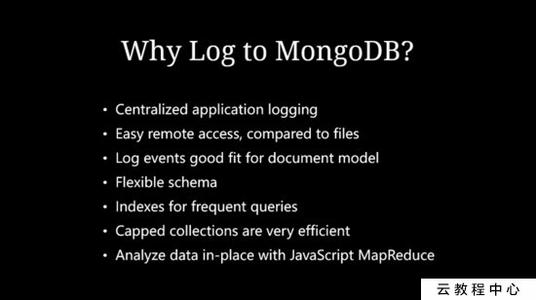 Why Log to MongoDB?
• Centralized application logging
• Easy remote access, compared to files
• Log events good fit for document model
• Flexible schema
• Indexes for frequent queries
• Capped collections are very efficient
• Analyze data in-place with JavaScript MapReduce
云教程中心